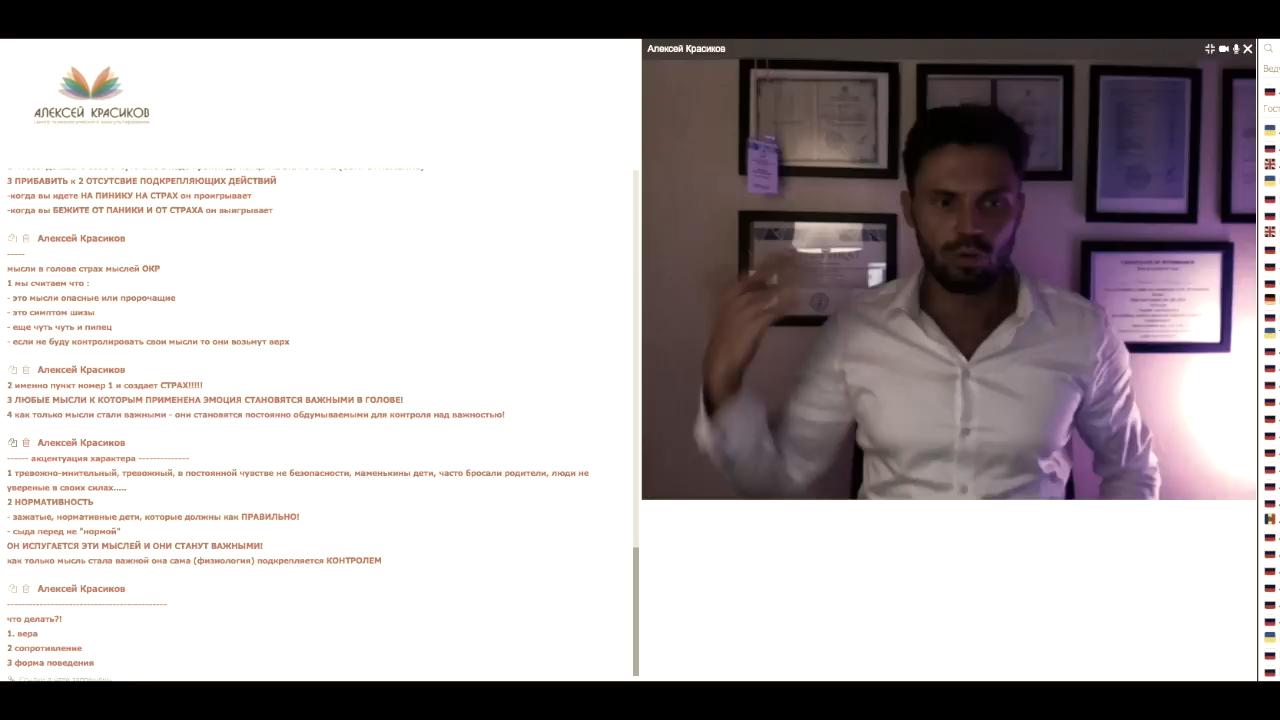 АЛЕКСЕЙ КРАСИКОВ
3 ПРИБАВИТЬ к 2 ОТСУТСВИЕ ПОДКРЕПЛЯЮЩИХ ДЕЙСТВИЙ
-когда вы идете НА ПИНИКУ НА СТРАХ он проигрывает
-когда вы БЕЖИТЕ ОТ ПАНИКИ И ОТ СТРАХА он выигрывает
Алексей Красиков
-----
мысли в голове страх мыслей ОКР
1 мы считаем что :
- это мысли опасные или пророчащие
- это симптом шизы
- еще чуть чуть и пипец
- если не буду контролировать свои мысли то они возьмут верх
Алексей Красиков
2 именно пункт номер 1 и создает СТРАХ!!!!!
3 ЛЮБЫЕ МЫСЛИ К КОТОРЫМ ПРИМЕНЕНА ЭМОЦИЯ СТАНОВЯТСЯ ВАЖНЫМИ В ГОЛОВЕ!
4 как только мысли стали важными - они становятся постоянно обдумываемыми для контроля над важностью!
Алексей Красиков
------ акцентуация характера -------------
1 тревожно-мнительный, тревожный, в постоянной чувстве не безопасности, маменькины дети, часто бросали родители, люди не
увереные в своих силах.....
2 НОРМАТИВНОСТЬ
- зажатые, нормативные дети, которые должны как ПРАВИЛЬНО!
- сыда перед не "нормой"
ОН ИСПУГАЕТСЯ ЭТИ МЫСЛЕЙ И ОНИ СТАНУТ ВАЖНЫМИ!
как только мысль стала важной она сама (физиология) подкрепляется КОНТРОЛЕМ
Алексей Красиков
--------------------------------------------
что делать?!
1. вера
2 сопротивление
3 форма поведения
Алексей Красиков
Вед
Гост